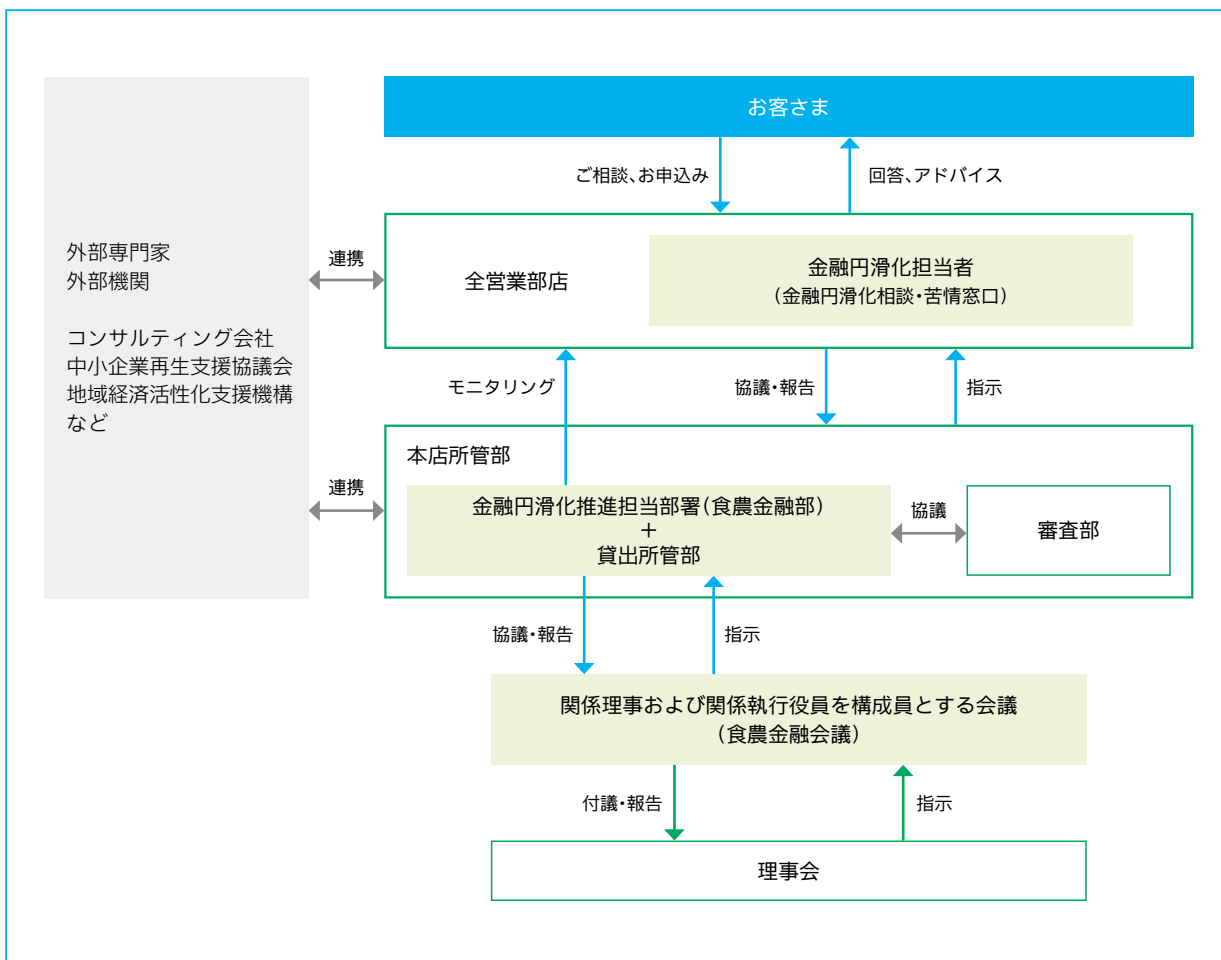 お客さま
ご相談、お申込み
回答、アドバイス
外部専門家
外部機関
コンサルティング会社
中小企業再生支援協議会
地域経済活性化支援機構
など
連携
全営業部店
金融円滑化担当者
（金融円滑化相談・苦情窓口）
モニタリング
協議・報告
指示
連携
本店所管部
金融円滑化推進担当部署（食農金融部）
＋
貸出所管部
協議
審査部
協議・報告
指示
関係理事および関係執行役員を構成員とする会議
（食農金融会議）
付議・報告
指示
理事会